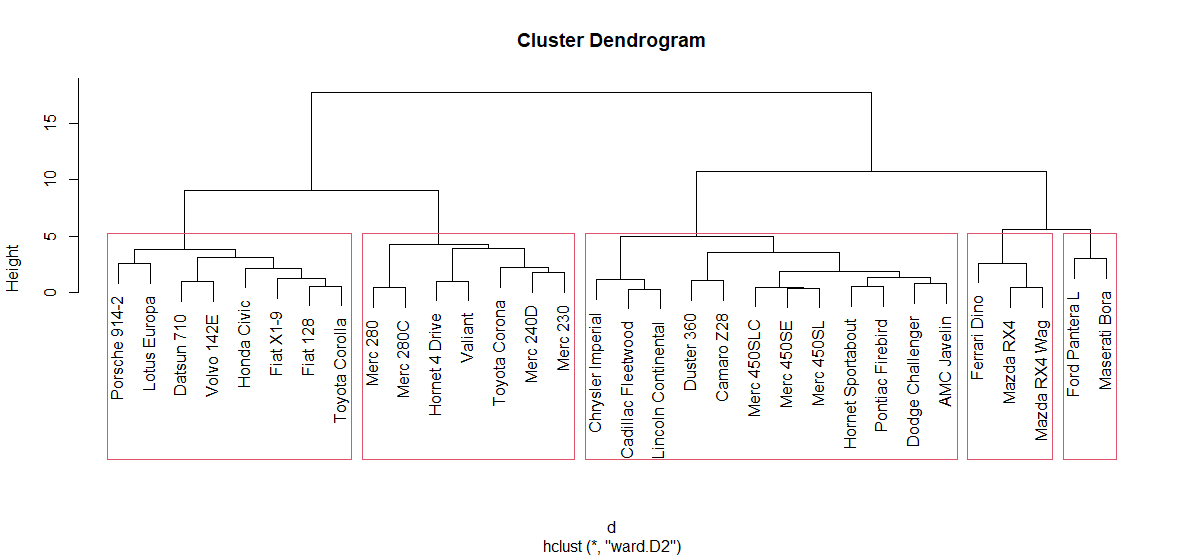 Cluster Dendrogram
Height
15
10
5
0
Porsche 914-2
Lotus Europa
Datsun 710
Volvo 142E
Honda Civic
Fiat X1-9
Fiat 128
Toyota Corolla
Merc 280
Merc 280C
Hornet 4 Drive
Valiant
Toyota Corona
Merc 240D
Merc 230
Chrysler Imperial
Cadillac Fleetwood
Lincoln Continental
Duster 360
Camaro Z28
Merc 450SLC
Merc 450SE
Merc 450SL
Hornet Sportabout
Pontiac Firebird
Dodge Challenger
AMC Javelin
Ferrari Dino
Mazda RX4
Mazda RX4 Wag
Ford Pantera L
Maserati Bora
d
hclust (*, "ward.D2")